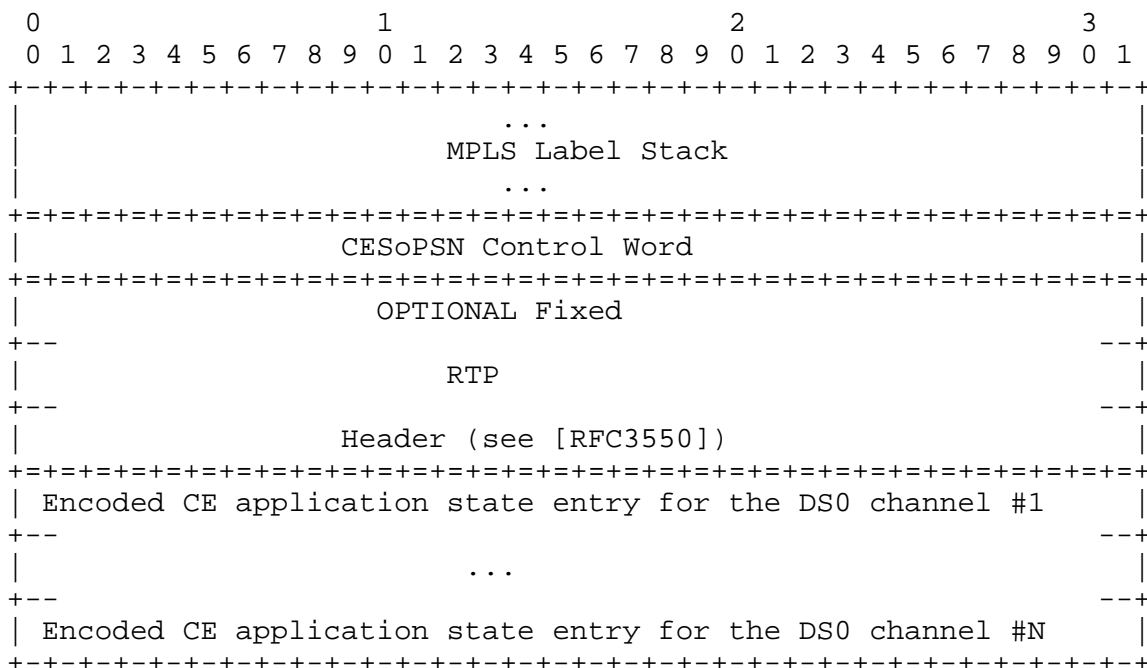 0                   1                   2                   3
 0 1 2 3 4 5 6 7 8 9 0 1 2 3 4 5 6 7 8 9 0 1 2 3 4 5 6 7 8 9 0 1
+-+-+-+-+-+-+-+-+-+-+-+-+-+-+-+-+-+-+-+-+-+-+-+-+-+-+-+-+-+-+-+-+
|                           ...                                 |
|                        MPLS Label Stack                       |
|                           ...                                 |
+=+=+=+=+=+=+=+=+=+=+=+=+=+=+=+=+=+=+=+=+=+=+=+=+=+=+=+=+=+=+=+=+
|                  CESoPSN Control Word                         |
+=+=+=+=+=+=+=+=+=+=+=+=+=+=+=+=+=+=+=+=+=+=+=+=+=+=+=+=+=+=+=+=+
|                    OPTIONAL Fixed                             |
+--                                                           --+
|                        RTP                                    |
+--                                                           --+
|                  Header (see [RFC3550])                       |
+=+=+=+=+=+=+=+=+=+=+=+=+=+=+=+=+=+=+=+=+=+=+=+=+=+=+=+=+=+=+=+=+
| Encoded CE application state entry for the DS0 channel #1     |
+--                                                           --+
|                         ...                                   |
+--                                                           --+
| Encoded CE application state entry for the DS0 channel #N     |
+-+-+-+-+-+-+-+-+-+-+-+-+-+-+-+-+-+-+-+-+-+-+-+-+-+-+-+-+-+-+-+-+